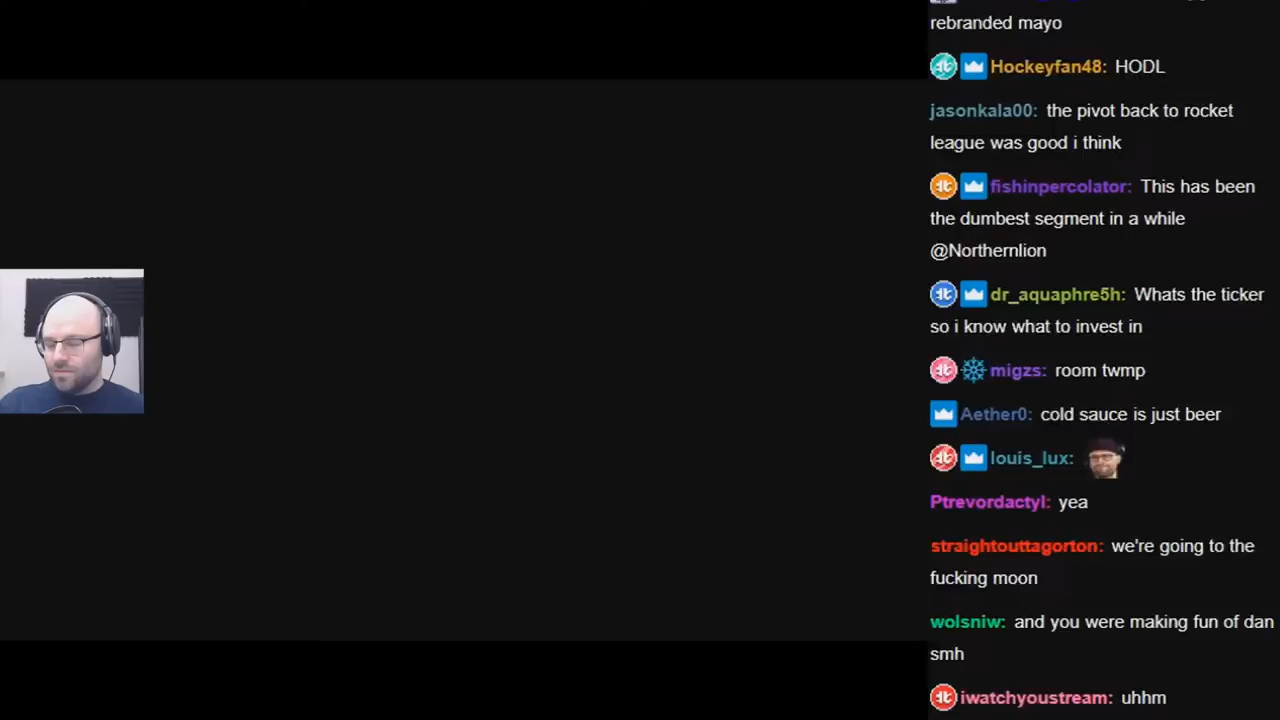 rebranded mayo
Hockeyfan48: HODL
jasonkala00: the pivot back to rocket
league was good i think
fishinpercolator: This has been
the dumbest segment in a while
@Northernlion
dr_aquaphre5h: Whats the ticker
so i know what to invest in
migzs: room twmp
Aether0: cold sauce is just beer
louis_lux:
Ptrevordactyl: yea
straightouttagorton: we're going to the
fucking moon
wolsniw: and you were making fun of dan
smh
iwatchyoustream: uhhm